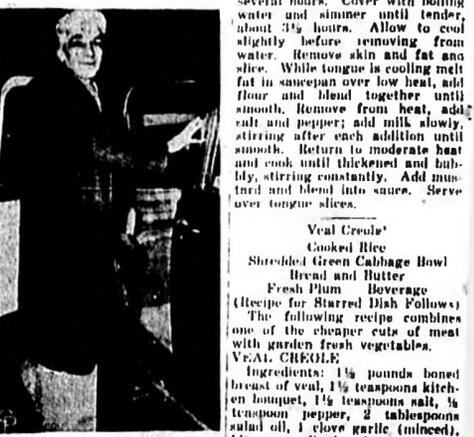 several hours. Cover with boiling
water and simmer until tender,
about 3½ hours. Allow to cool
slightly before removing from
water. Remove skin and fat and
slice. While tongue is cooling melt
fat in saucepan over low heat, add
flour and blend together until
smooth. Remove from heat, add
salt and pepper; add milk slowly,
stirring after each addition until
smooth. Return to moderate heat
and cook until thickened and bub-
bly, stirring constantly. Add mus-
tard and blend into sauce. Serve
over tongue slices.
Veal Creole*
Cooked Rice
Shredded Green Cabbage Bowl
Bread and Butter
Fresh Plum Beverage
(Recipe for Starred Dish Follows)
The following recipe combines
one of the cheaper cuts of meat
with garden fresh vegetables.
VEAL CREOLE
Ingredients: 1½ pounds boned
breast of veal, 1½ teaspoons kitch-
en bouquet, 1½ teaspoons salt,
teaspoon pepper, 2 tablespoons
salad oil, 1 clove garlic (minced),